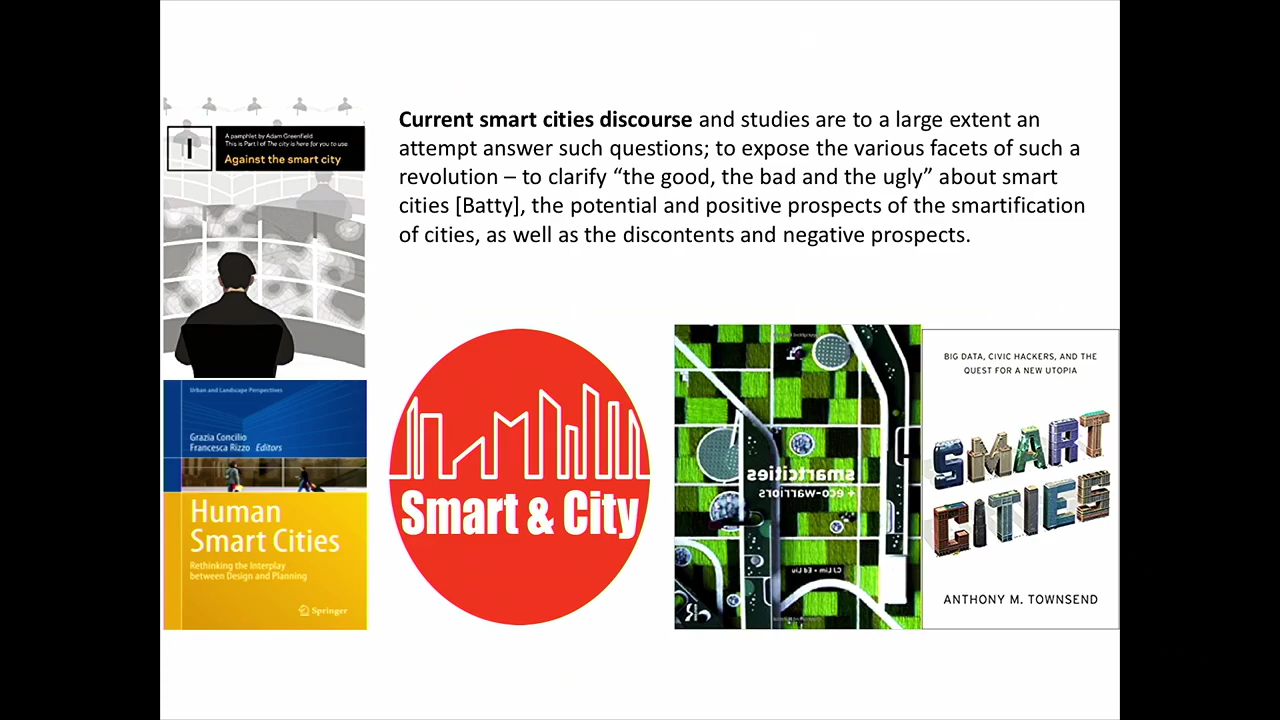 Current smart cities discourse and studies are to a large extent an
attempt answer such questions; to expose the various facets of such a
revolution – to clarify “the good, the bad and the ugly” about smart
cities [Batty], the potential and positive prospects of the smartification
of cities, as well as the discontents and negative prospects.
I
A pamphlet by Adam Greenfield.
This is Part I of The city is here for you to use.
Against the smart city
Urban and Landscape Perspectives
Grazia Concilio
Francesca Rizzo Editors
Human
Smart Cities
Rethinking the Interplay
between Design and Planning
Springer
Smart & City
smartcities
+ eco-warriors
CJ Lim • Ed Liu
BIG DATA, CIVIC HACKERS, AND THE
QUEST FOR A NEW UTOPIA
SMART
CITIES
ANTHONY M. TOWNSEND